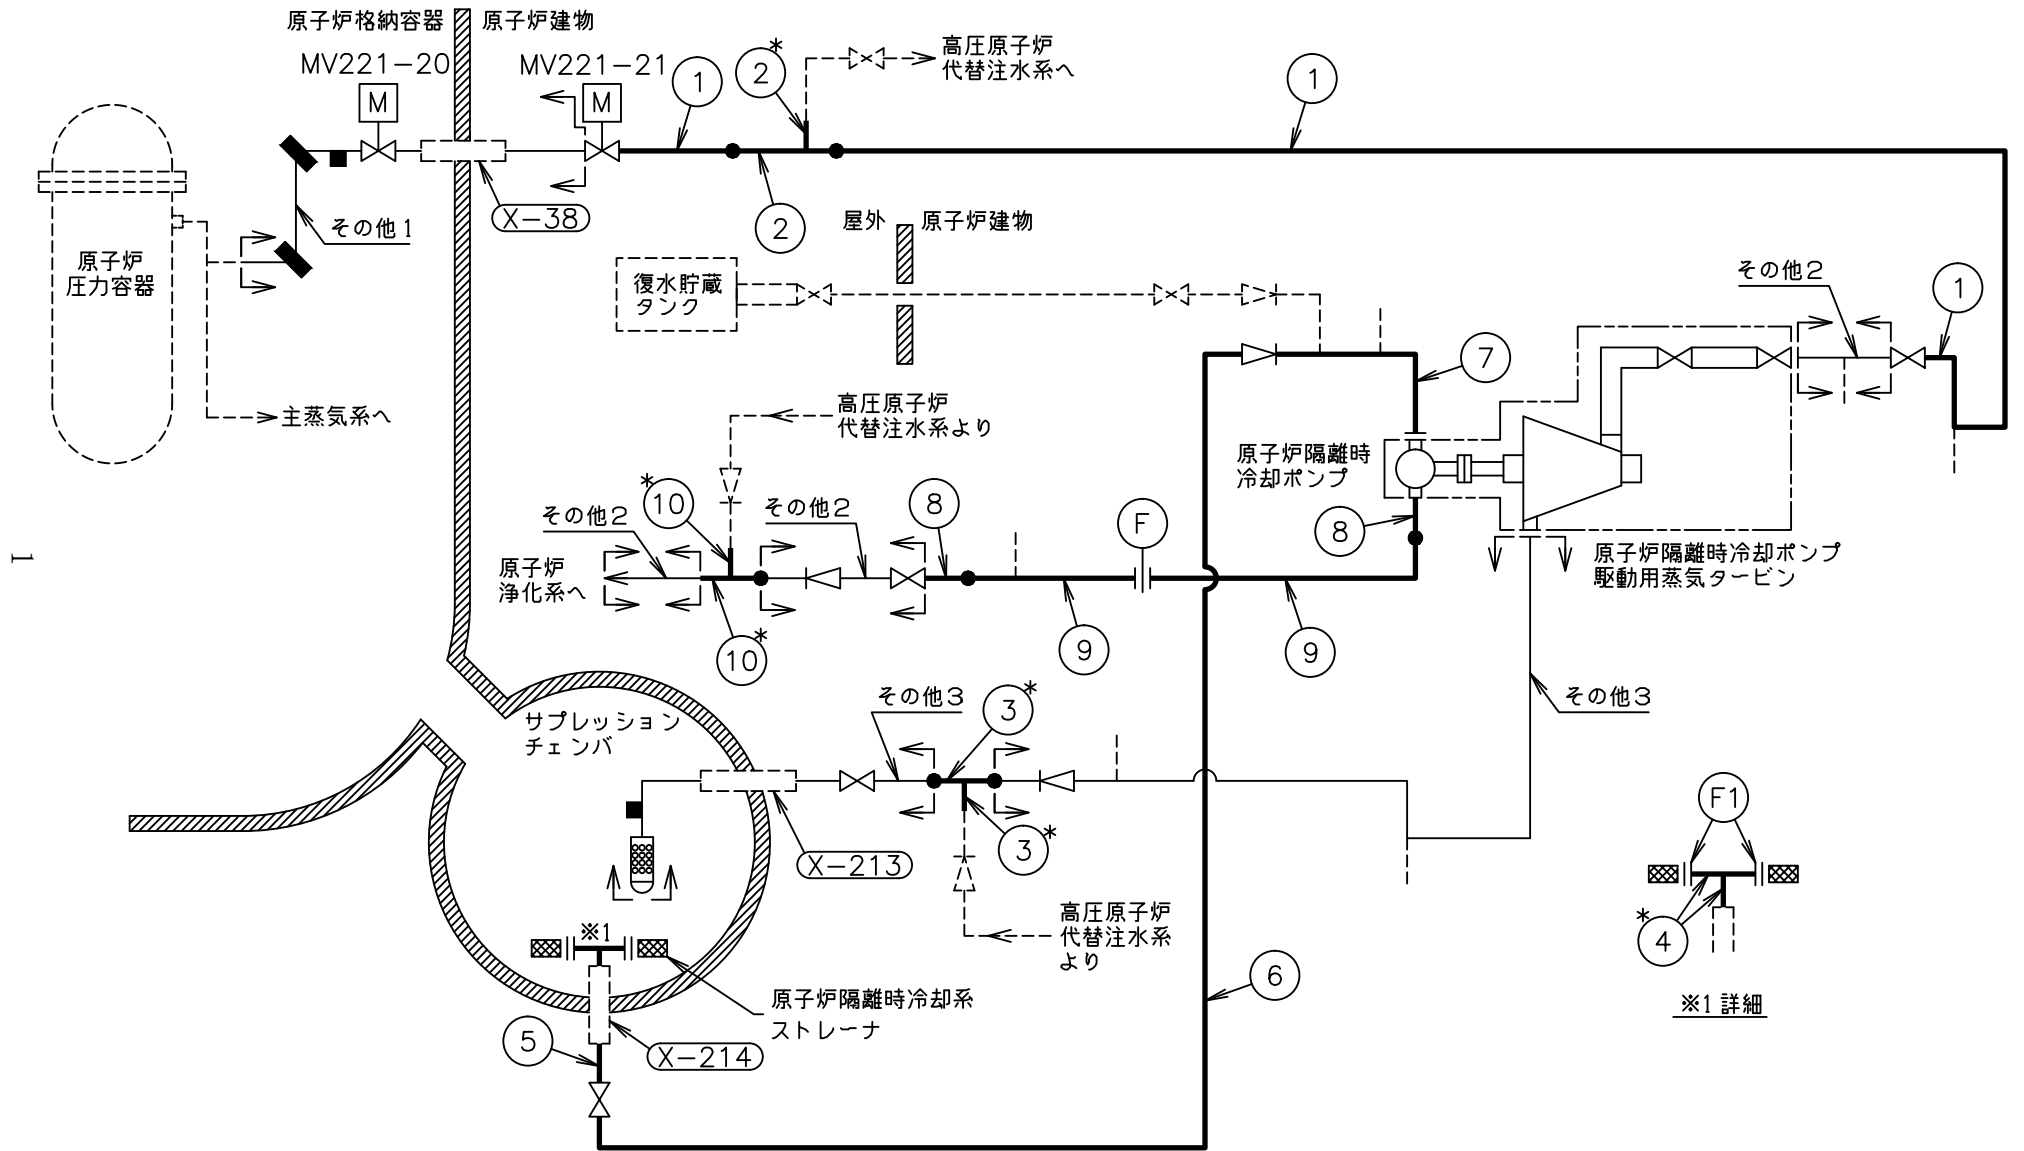 原子炉格納容器
原子炉建物
MV221-20
MV221-21
M
M
1
2*
高圧原子炉
代替注水系へ
1
X-38
2
その他1
原子炉
圧力容器
主蒸気系へ
屋外
原子炉建物
復水貯蔵
タンク
その他2
1
7
高圧原子炉
代替注水系より
原子炉隔離時
冷却ポンプ
*10
その他2
その他2
8
F
8
原子炉
浄化系へ
原子炉隔離時冷却ポンプ
駆動用蒸気タービン
10*
9
9
その他3
3*
その他3
サプレッション
チェンバ
3*
X-213
F1
高圧原子炉
代替注水系
より
※1
*4
6
原子炉隔離時冷却系
ストレーナ
※1 詳細
5
X-214
1